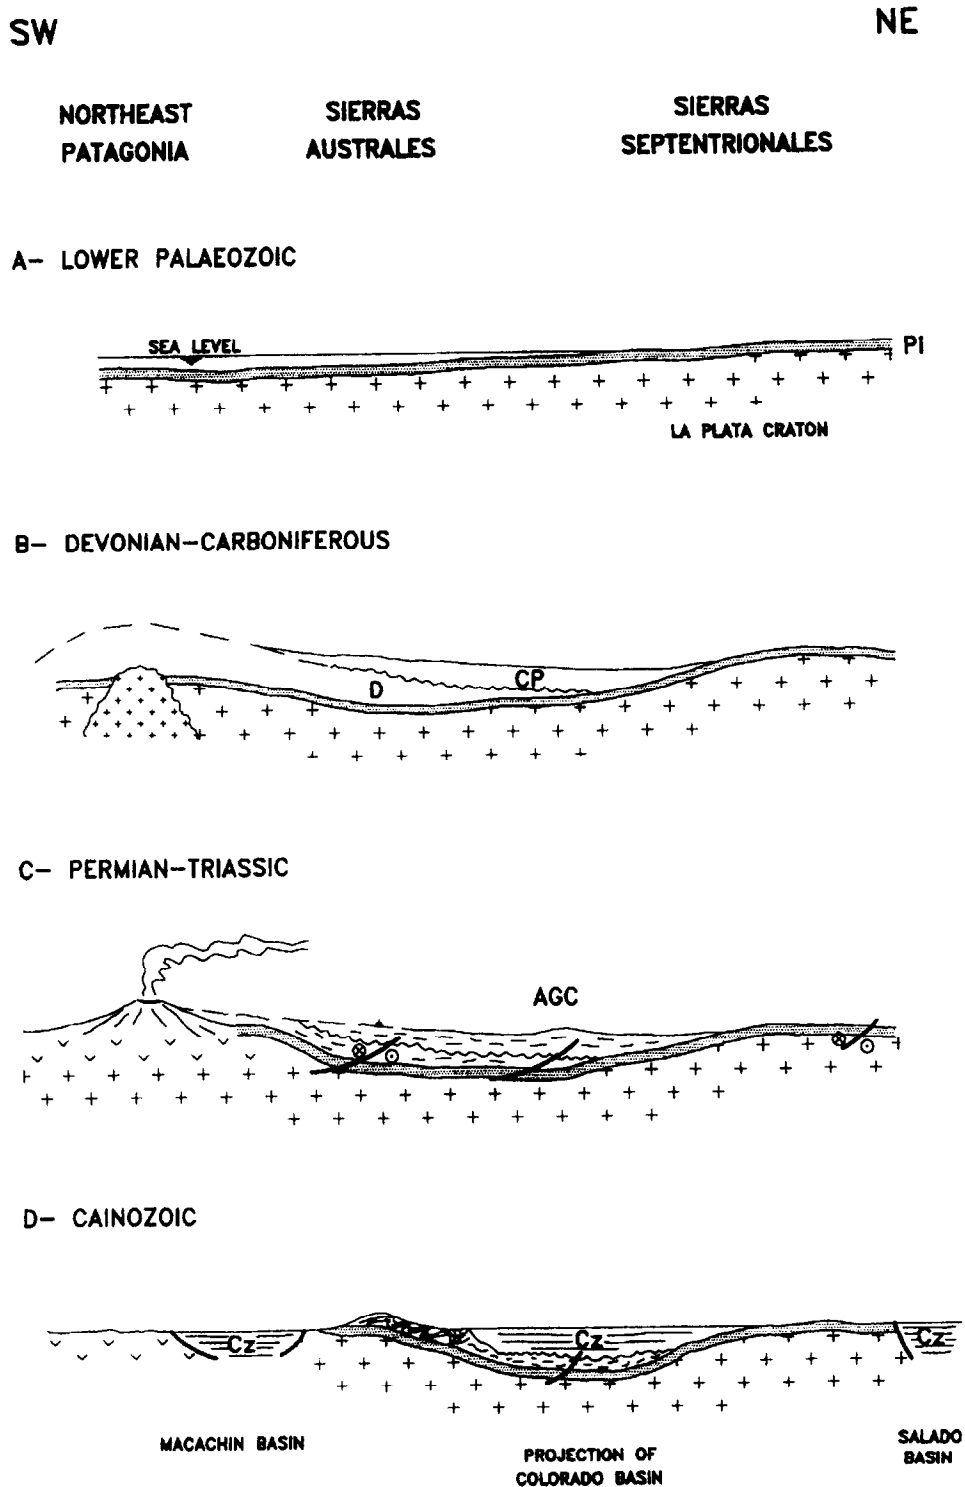 SW
NE
NORTHEAST
PATAGONIA
SIERRAS
AUSTRALES
SIERRAS
SEPTENTRIONALES
A- LOWER PALAEOZOIC
SEA LEVEL
PI
LA PLATA CRATON
B- DEVONIAN-CARBONIFEROUS
D
CP
C- PERMIAN-TRIASSIC
AGC
D- CAINOZOIC
Cz
Cz
Cz
MACACHIN BASIN
PROJECTION OF
COLORADO BASIN
SALADO
BASIN